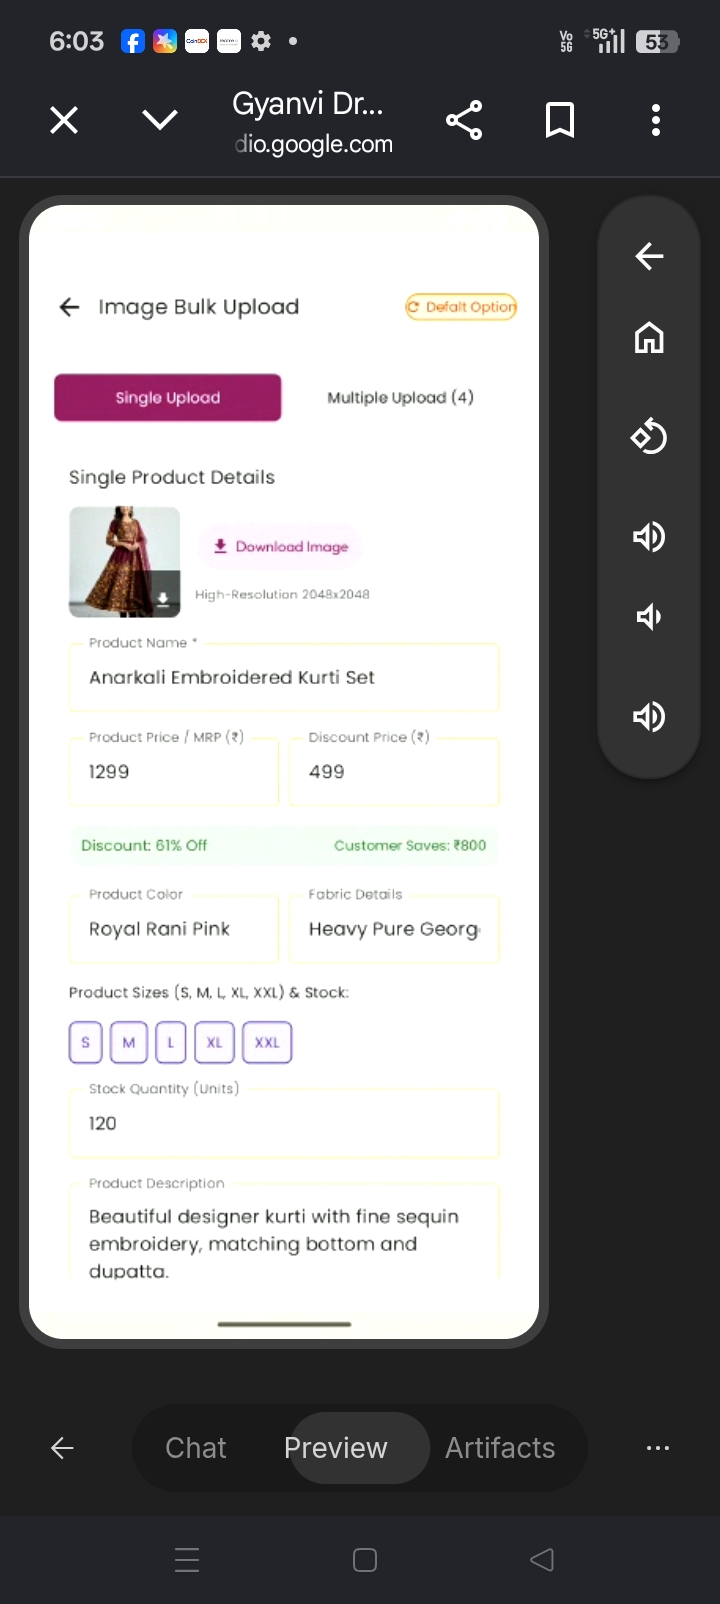 6:03
Vo 5G 5G+ 53
Gyanvi Dr...
dio.google.com
Image Bulk Upload
Defalt Option
Single Upload
Multiple Upload (4)
Single Product Details
Download Image
High-Resolution 2048x2048
Product Name *
Anarkali Embroidered Kurti Set
Product Price / MRP (₹)
Discount Price (₹)
1299
499
Discount: 61% Off
Customer Saves: ₹800
Product Color
Fabric Details
Royal Rani Pink
Heavy Pure Georg
Product Sizes (S, M, L, XL, XXL) & Stock:
S M L XL XXL
Stock Quantity (Units)
120
Product Description
Beautiful designer kurti with fine sequin
embroidery, matching bottom and
dupatta.
Chat
Preview
Artifacts